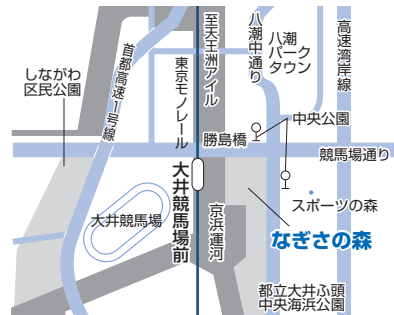 至天王洲アイル
八潮中通り
八潮
パーク
タウン
高速湾岸線
首都高速1号線
しながわ
区民公園
東京モノレール
中央公園
勝島橋
競馬場通り
大井競馬場前
大井競馬場
京浜運河
スポーツの森
なぎさの森
都立大井ふ頭
中央海浜公園